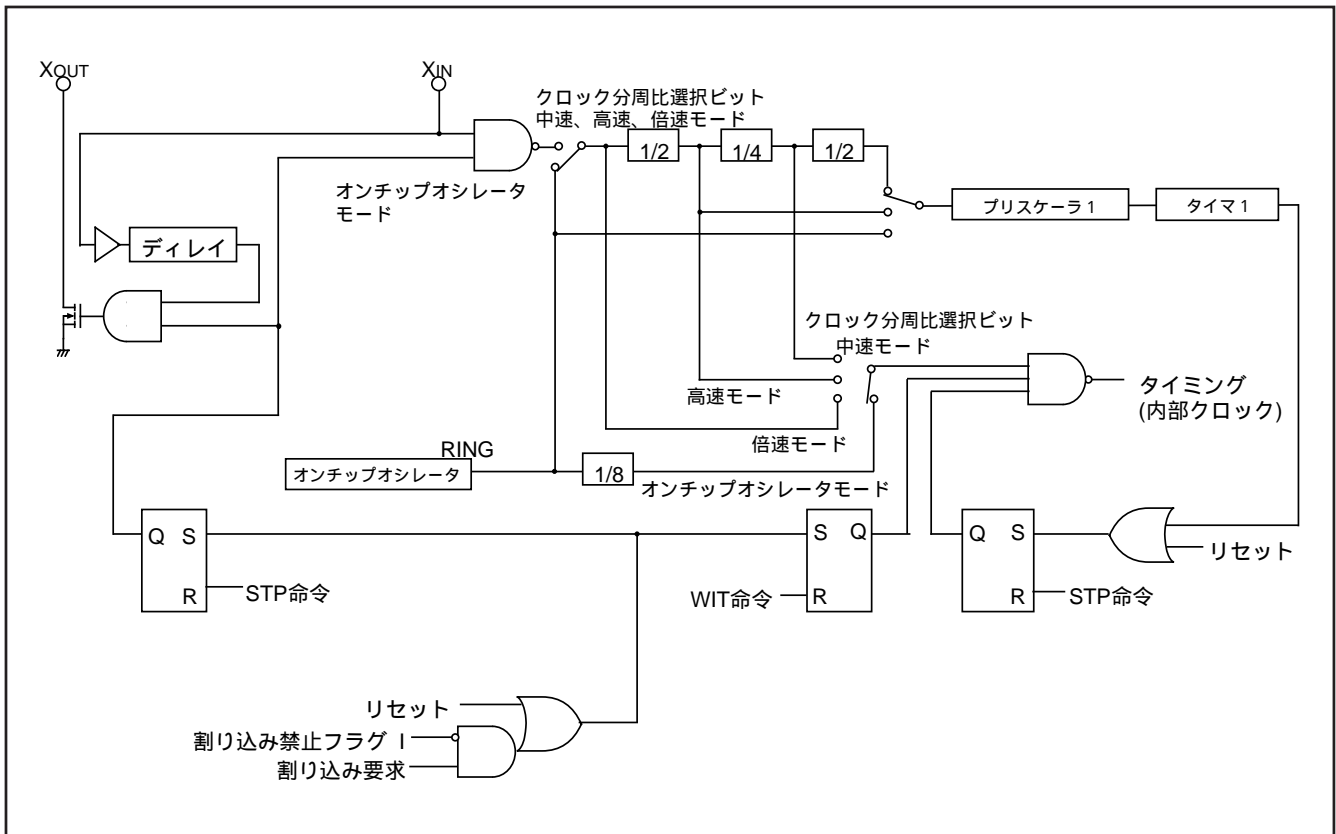 XOUT
XIN
クロック分周比選択ビット
中速、高速、倍速モード
1/2
1/4
1/2
オンチップオシレータ
モード
プリスケーラ1
タイマ1
ディレイ
クロック分周比選択ビット
中速モード
高速モード
タイミング
(内部クロック)
倍速モード
RING
オンチップオシレータ
1/8
オンチップオシレータモード
Q S
R
STP命令
S Q
R
WIT命令
Q S
R
STP命令
リセット
リセット
割り込み禁止フラグ I
割り込み要求